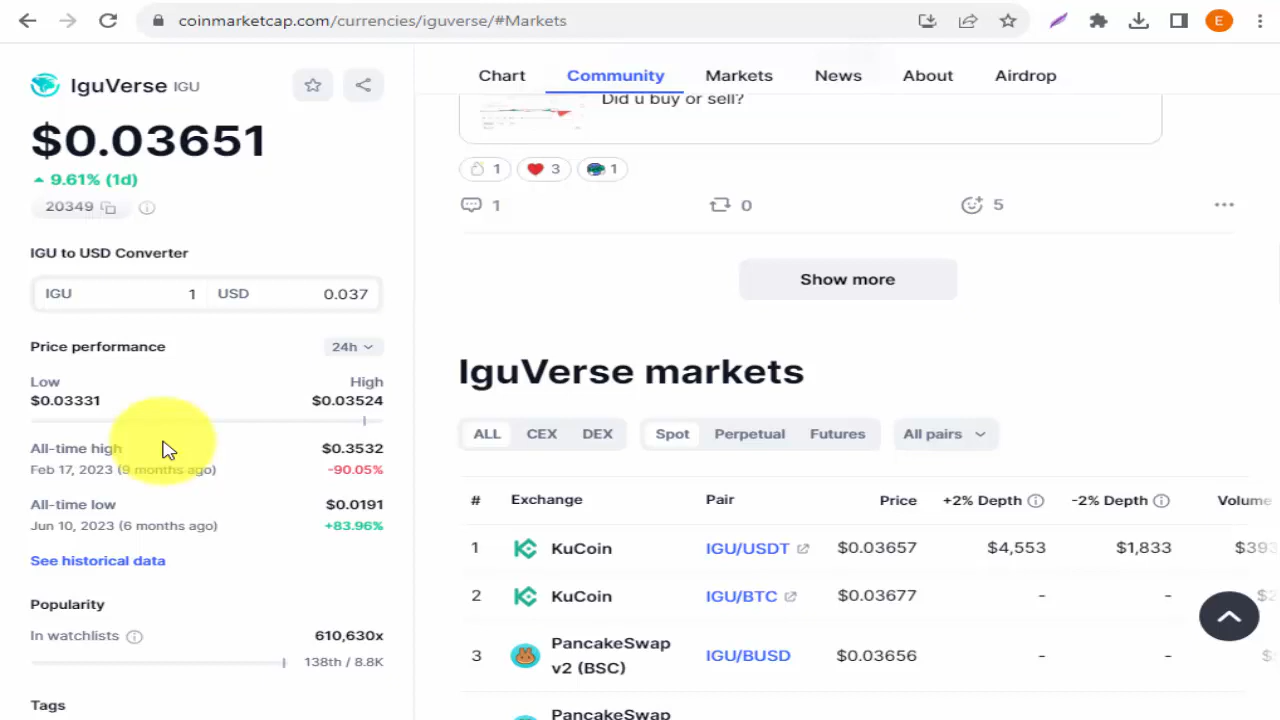 coinmarketcap.com/currencies/iguverse/#Markets
E
IguVerse IGU
$0.03651
9.61% (1d)
20349
IGU to USD Converter
IGU 1 USD 0.037
Price performance 24h
Low High
$0.03331 $0.03524
All-time high $0.3532
Feb 17, 2023 (9 months ago) -90.05%
All-time low $0.0191
Jun 10, 2023 (6 months ago) +83.96%
See historical data
Popularity
In watchlists 610,630x
138th / 8.8K
Tags
Chart Community Markets News About Airdrop
Did u buy or sell?
1 3 1
1 0 5
Show more
IguVerse markets
ALL CEX DEX Spot Perpetual Futures All pairs
# Exchange Pair Price +2% Depth -2% Depth Volume
1 KuCoin IGU/USDT $0.03657 $4,553 $1,833 $393
2 KuCoin IGU/BTC $0.03677 - -
3 PancakeSwap v2 (BSC) IGU/BUSD $0.03656 - -
PancakeSwap